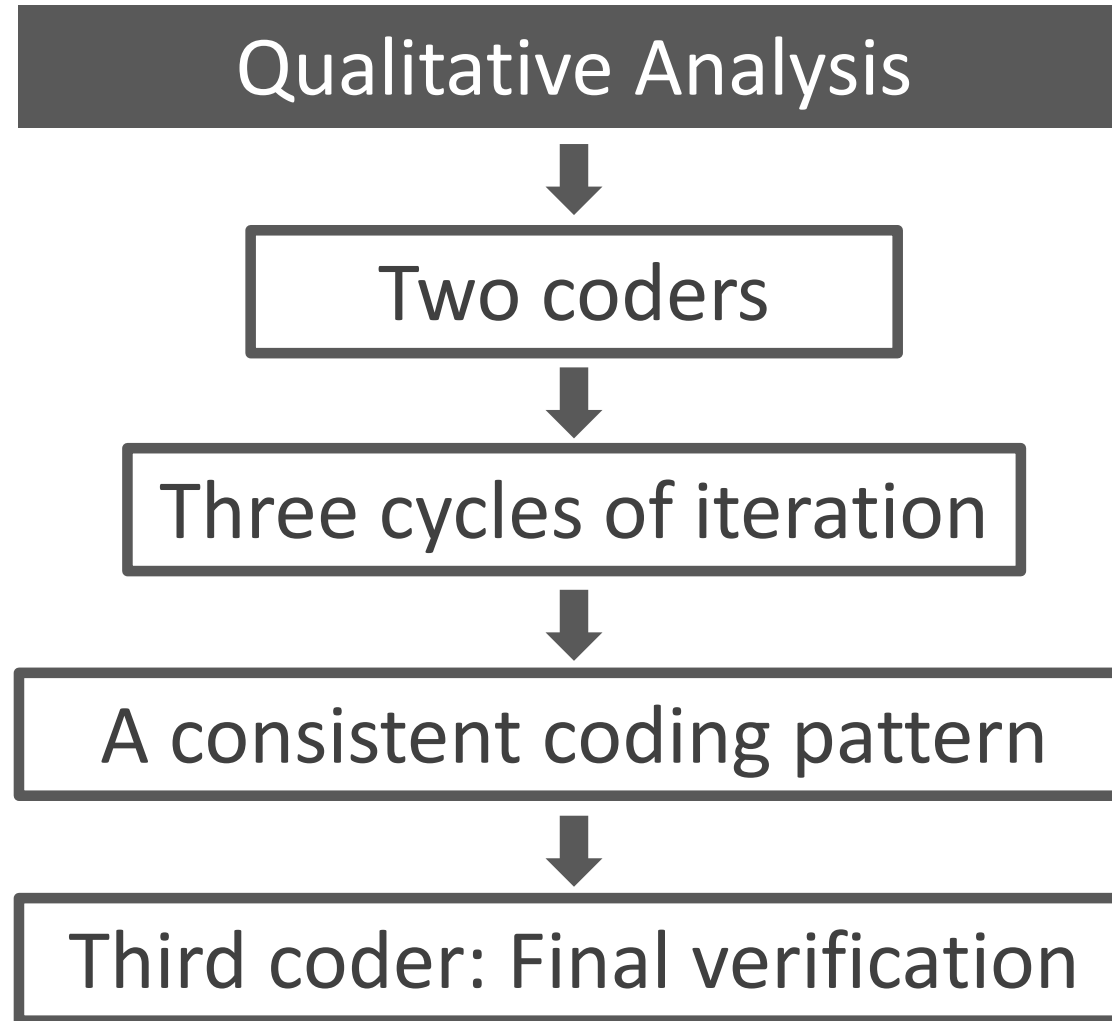 Qualitative Analysis
Two coders
Three cycles of iteration
A consistent coding pattern
Third coder: Final verification